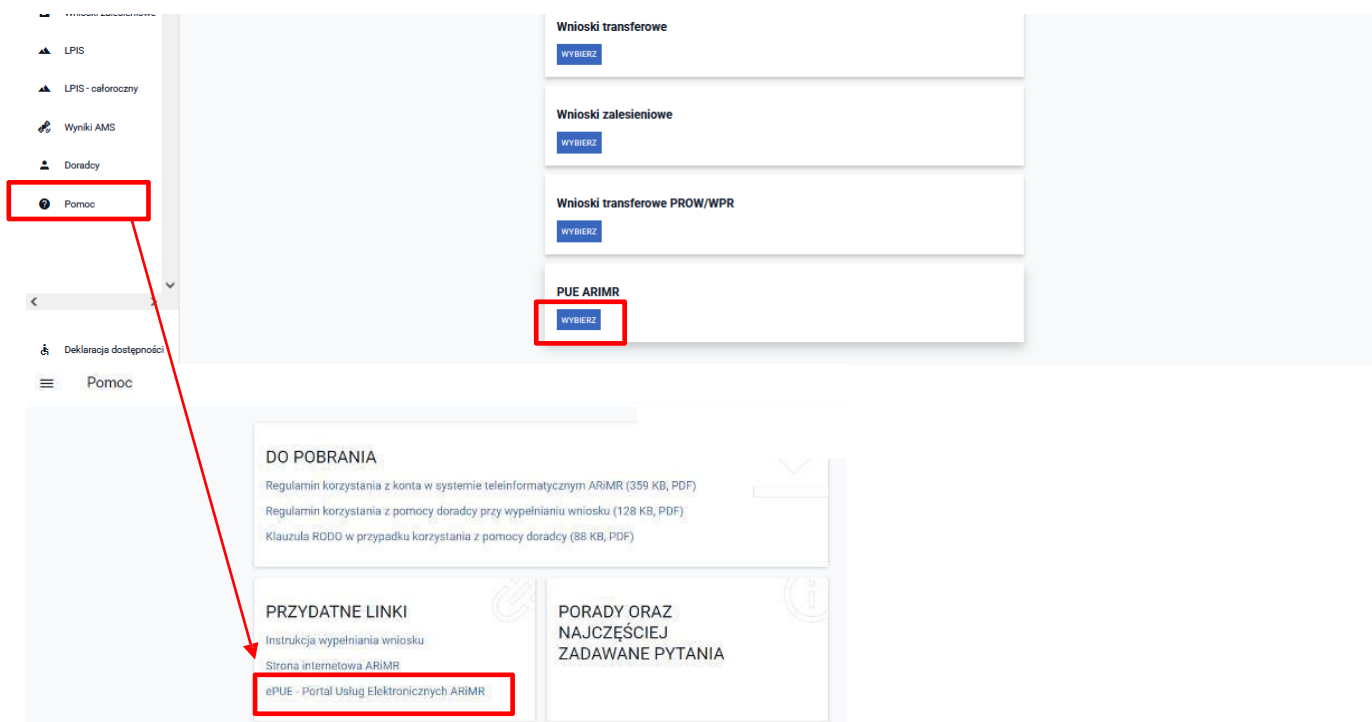 Wnioski zalesieniowe
LPIS
LPIS - całoroczny
Wyniki AMS
Doradcy
Pomoc
Deklaracja dostępności
Wnioski transferowe
WYBIERZ
Wnioski zalesieniowe
WYBIERZ
Wnioski transferowe PROW/WPR
WYBIERZ
PUE ARIMR
WYBIERZ
Pomoc
DO POBRANIA
Regulamin korzystania z konta w systemie teleinformatycznym ARiMR (359 KB, PDF)
Regulamin korzystania z pomocy doradcy przy wypełnianiu wniosku (128 KB, PDF)
Klauzula RODO w przypadku korzystania z pomocy doradcy (88 KB, PDF)
PRZYDATNE LINKI
Instrukcja wypełniania wniosku
Strona internetowa ARiMR
ePUE - Portal Usług Elektronicznych ARiMR
PORADY ORAZ
NAJCZĘŚCIEJ
ZADAWANE PYTANIA